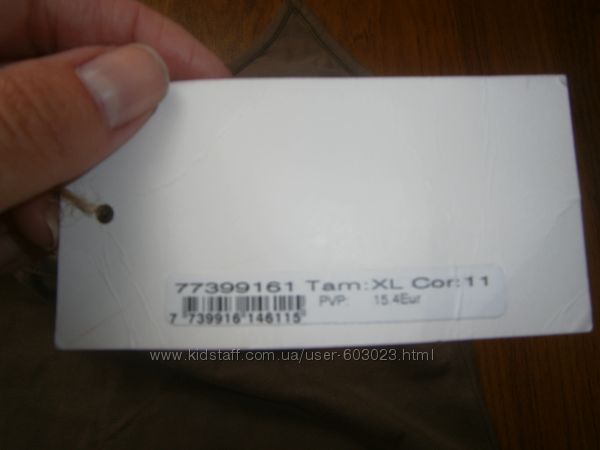 77399161 Tam:XL Cor:11
PVP: 15.4Eur
7 739916 146115
www.kidstaff.com.ua/user-603023.html